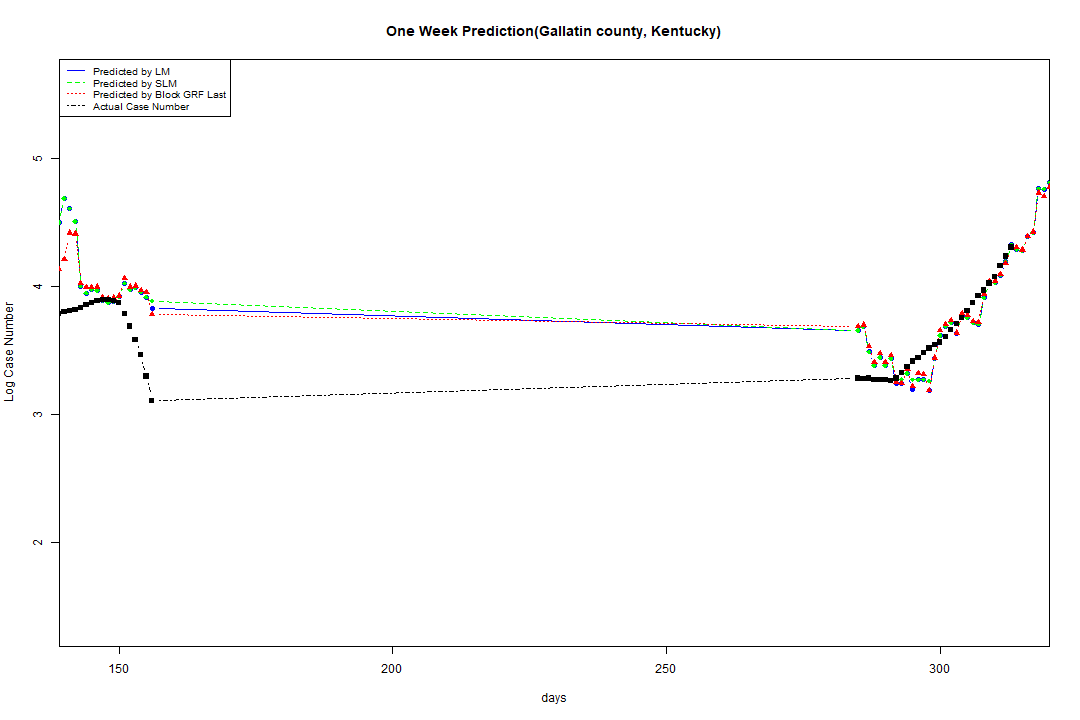 One Week Prediction(Gallatin county, Kentucky)
Predicted by LM
Predicted by SLM
Predicted by Block GRF Last
Actual Case Number
5
4
3
2
Log Case Number
150 200 250 300
days